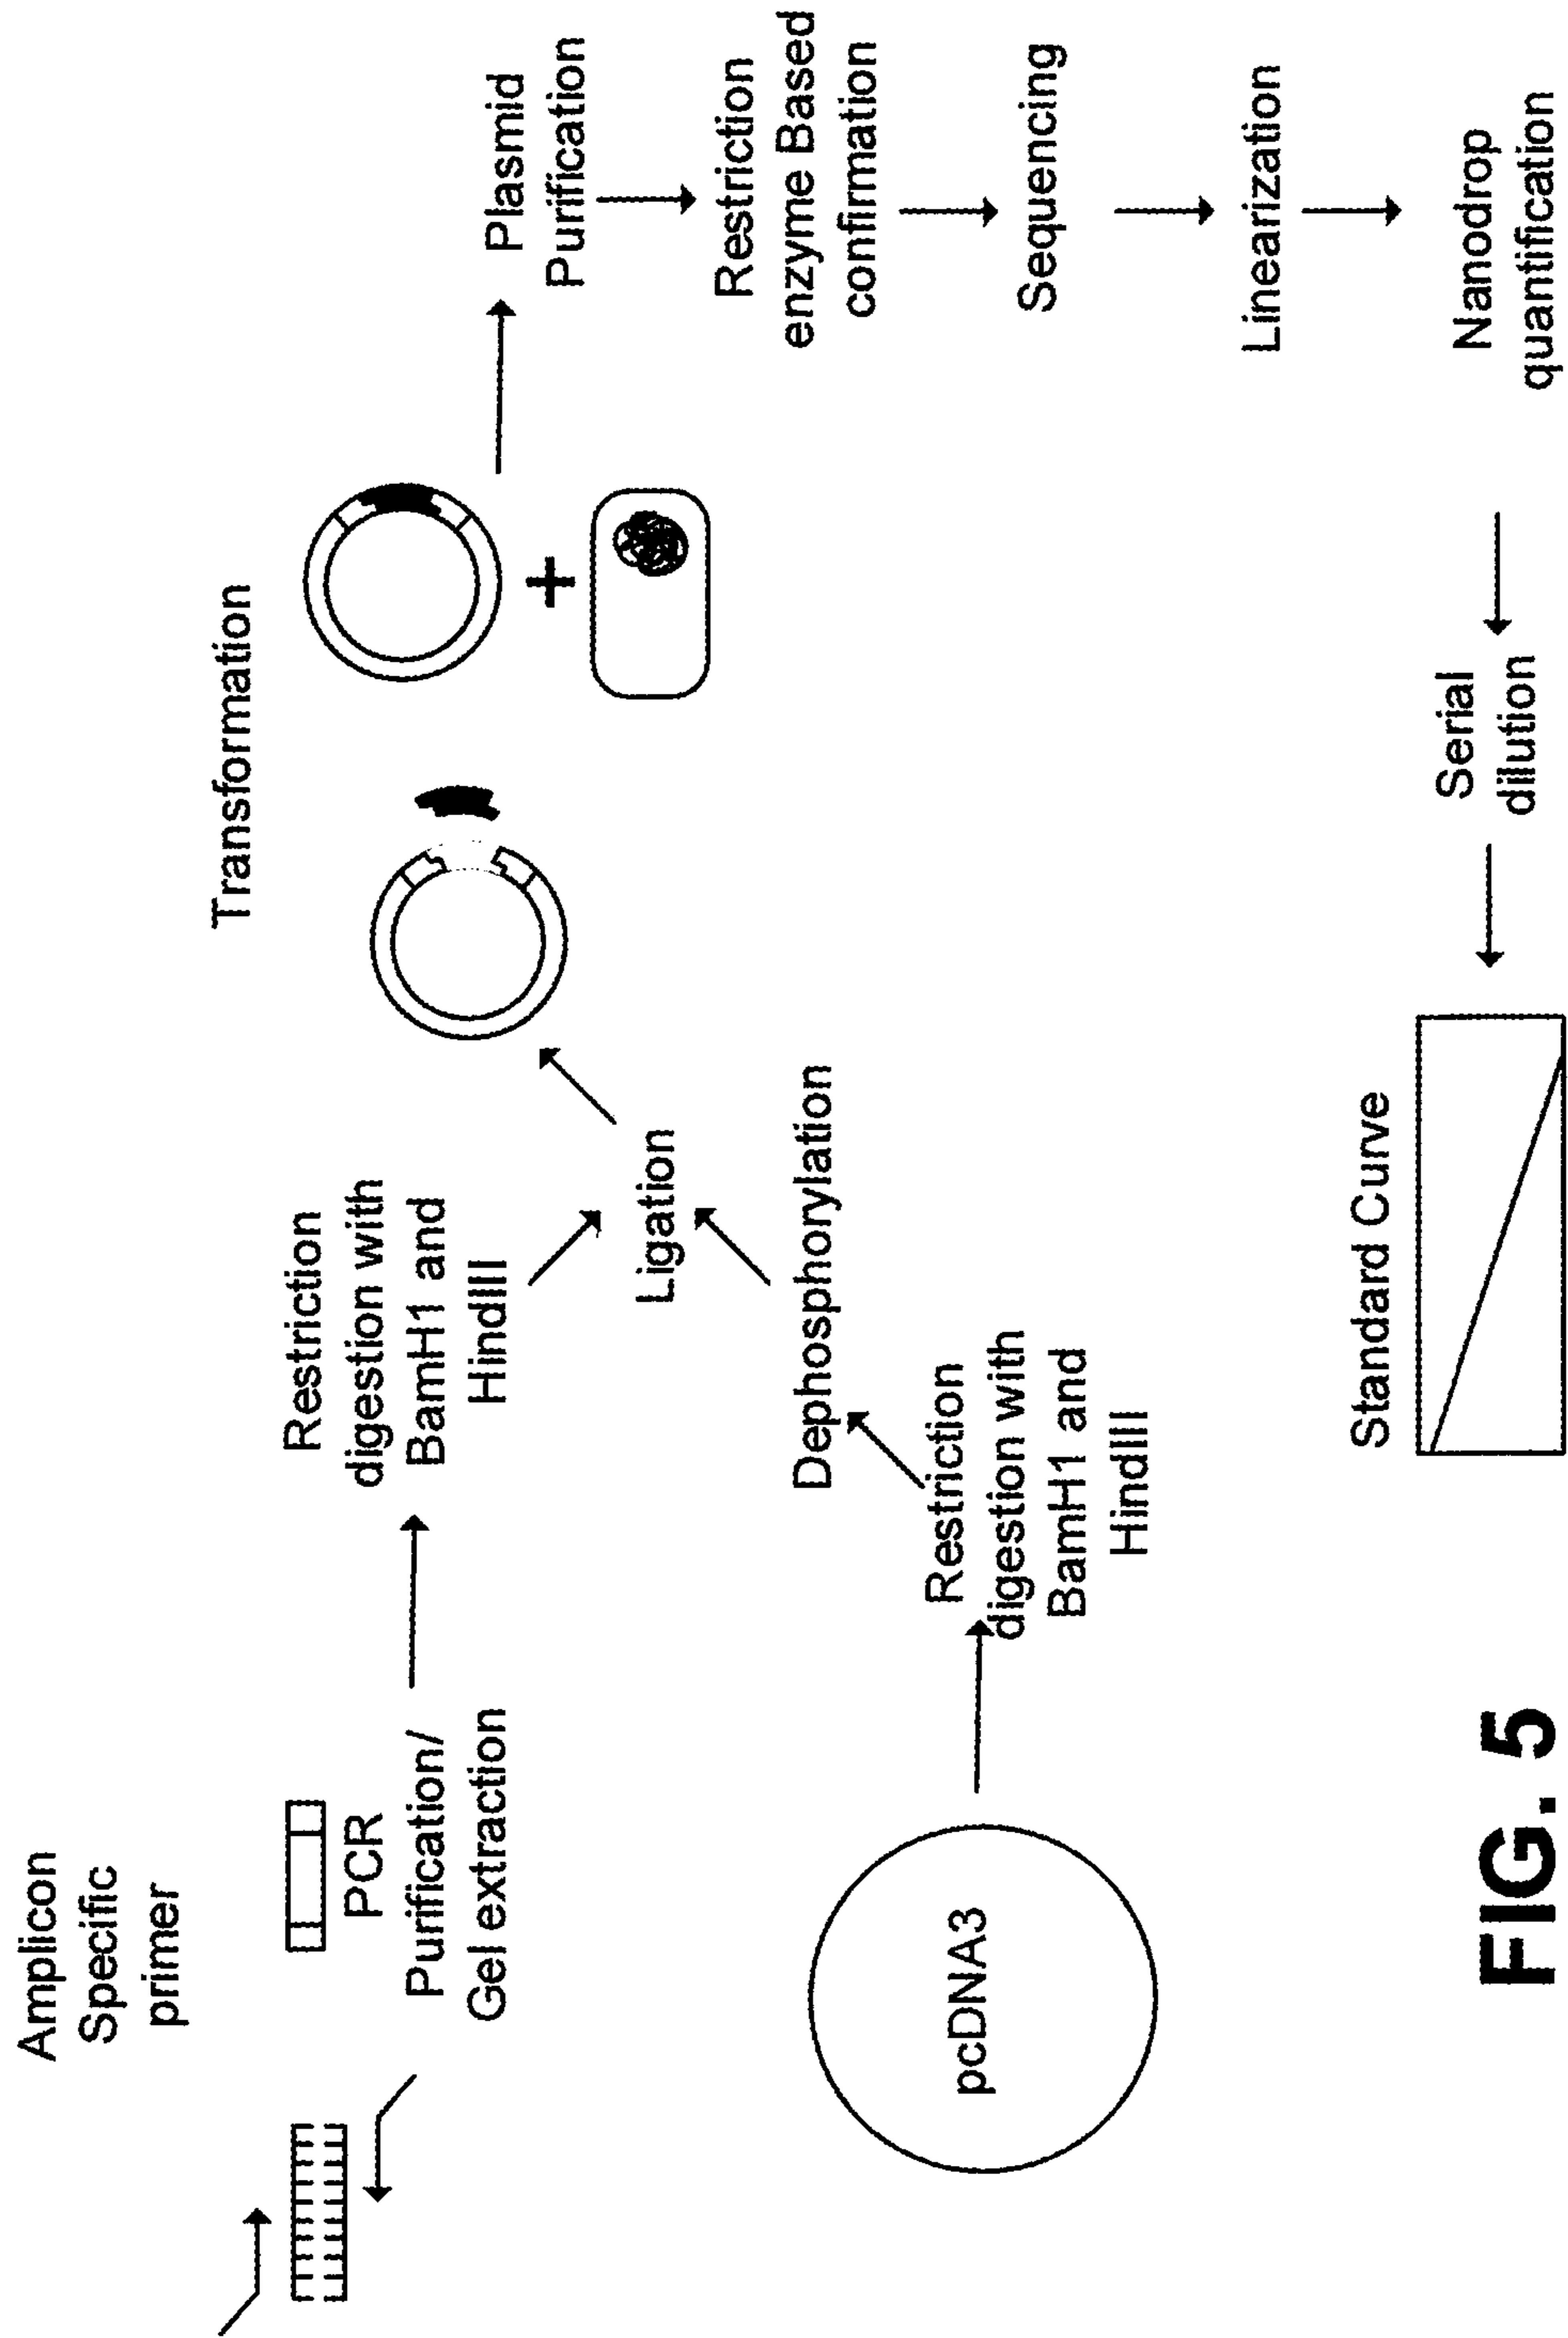 Amplicon
Specific
primer
PCR
Purification/
Gel extraction
Restriction
digestion with
BamH1 and
HindIII
pcDNA3
Restriction
digestion with
BamH1 and
HindIII
Dephosphorylation
Ligation
Transformation
+
Plasmid
Purification
Restriction
enzyme Based
confirmation
Sequencing
Linearization
Nanodrop
quantification
Serial
dilution
Standard Curve
FIG. 5